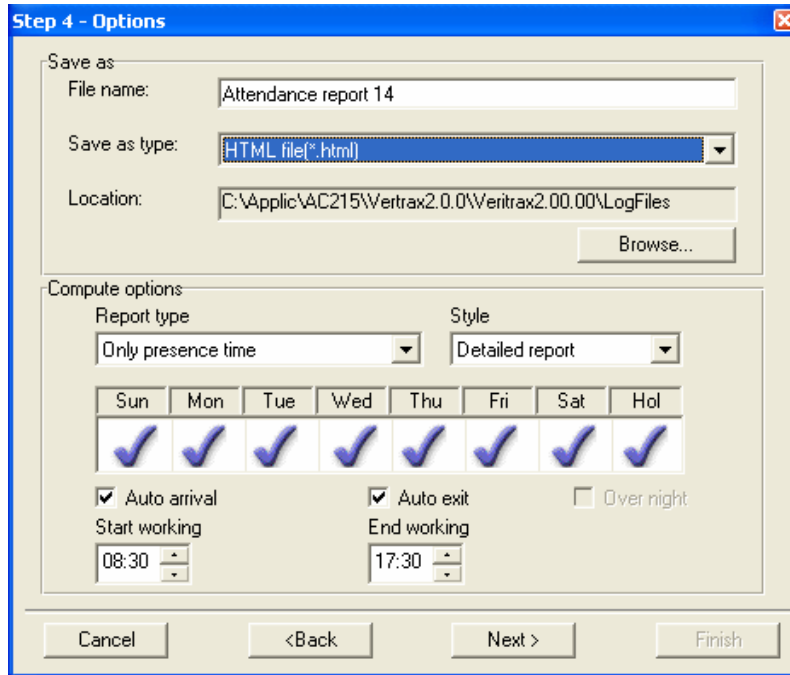 Step 4 - Options
Save as
File name:
Attendance report 14
Save as type:
HTML file(*.html)
Location:
C:\Applic\AC215\Vertrax2.0.0\Veritrax2.00.00\LogFiles
Browse...
Compute options
Report type
Style
Only presence time
Detailed report
Sun Mon Tue Wed Thu Fri Sat Hol
Auto arrival
Auto exit
Over night
Start working
End working
08:30
17:30
Cancel
<Back
Next >
Finish